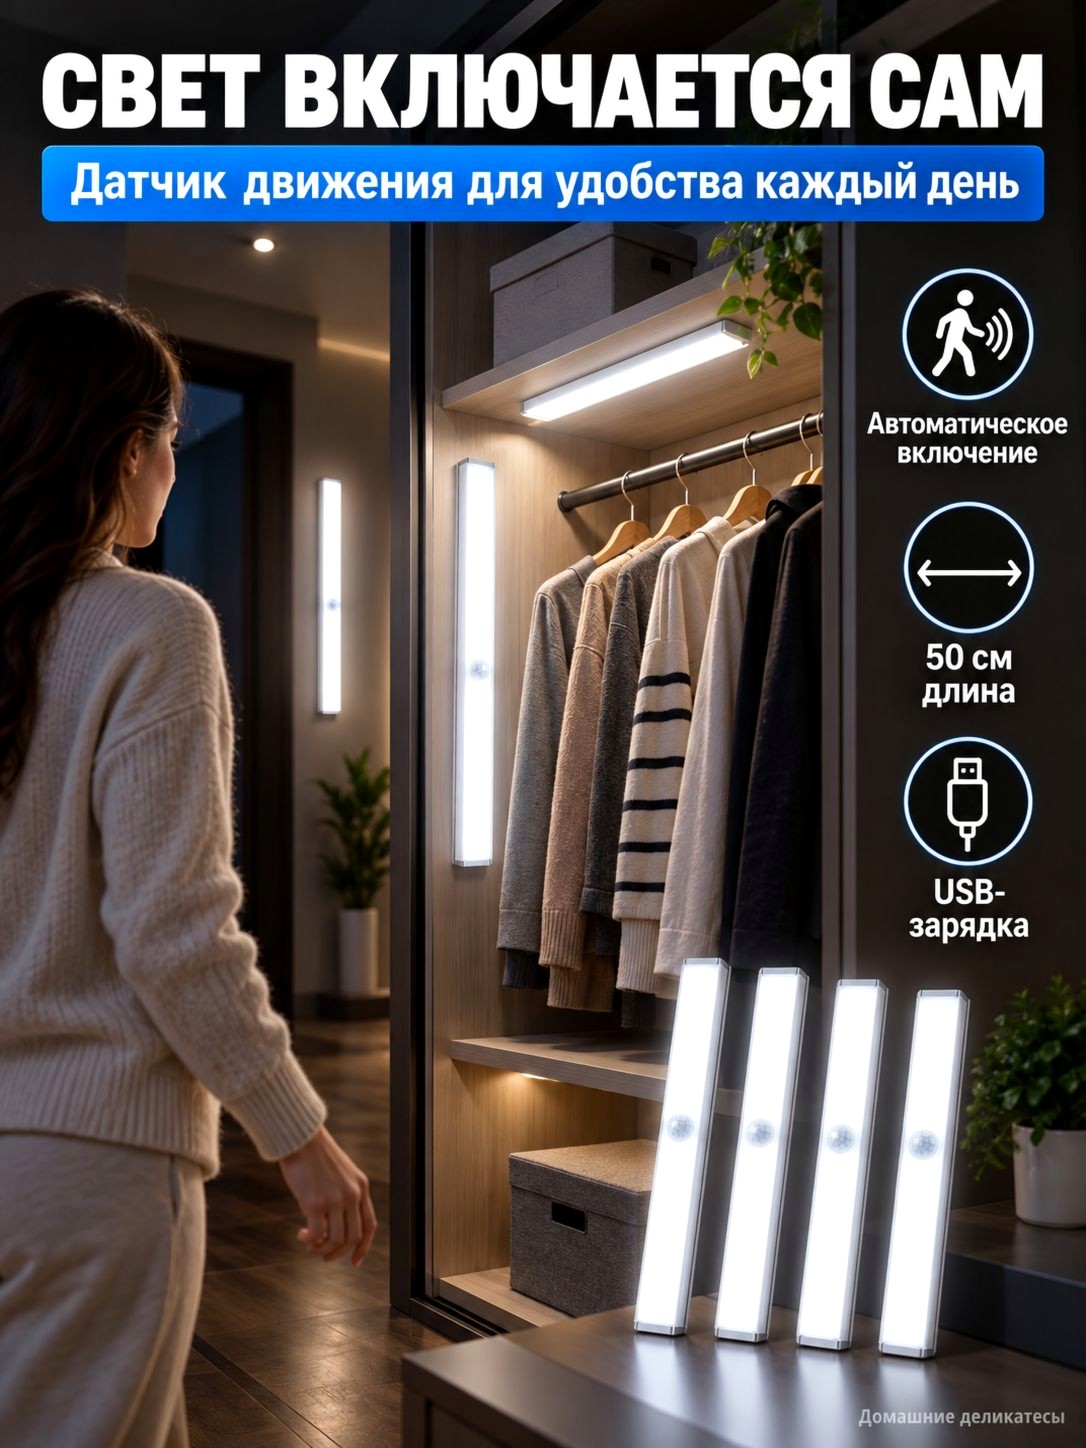 СВЕТ ВКЛЮЧАЕТСЯ САМ
Датчик движения для удобства каждый день
Автоматическое
включение
50 см
длина
USB-
зарядка
Домашние деликатесы